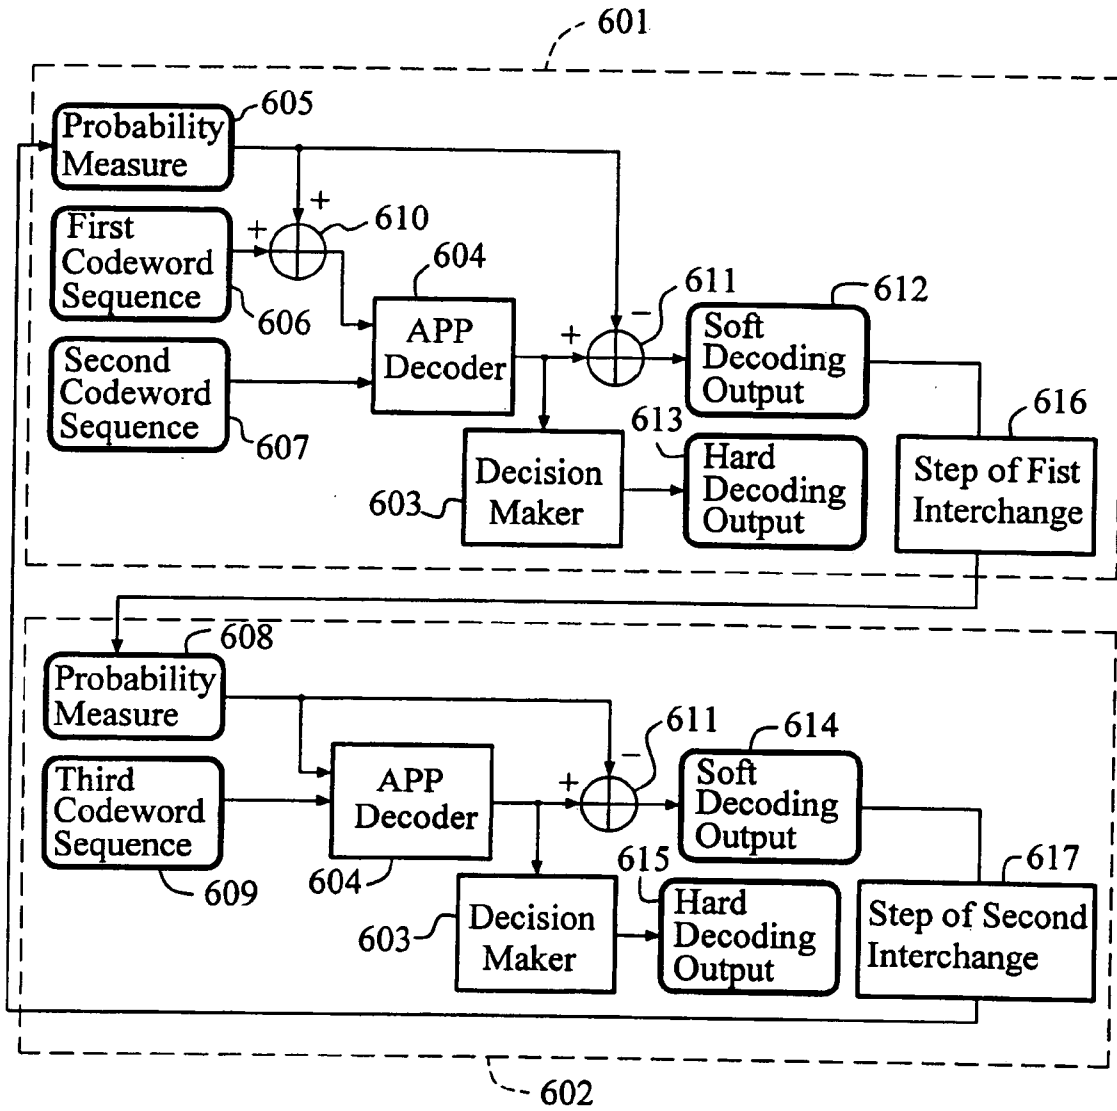 601
Probability
Measure
605
+
+
610
First
Codeword
Sequence
606
604
APP
Decoder
Second
Codeword
Sequence
607
+
−
611
612
Soft
Decoding
Output
603
Decision
Maker
613
Hard
Decoding
Output
616
Step of Fist
Interchange
608
Probability
Measure
Third
Codeword
Sequence
609
APP
Decoder
604
+
−
611
614
Soft
Decoding
Output
603
Decision
Maker
615
Hard
Decoding
Output
617
Step of Second
Interchange
602